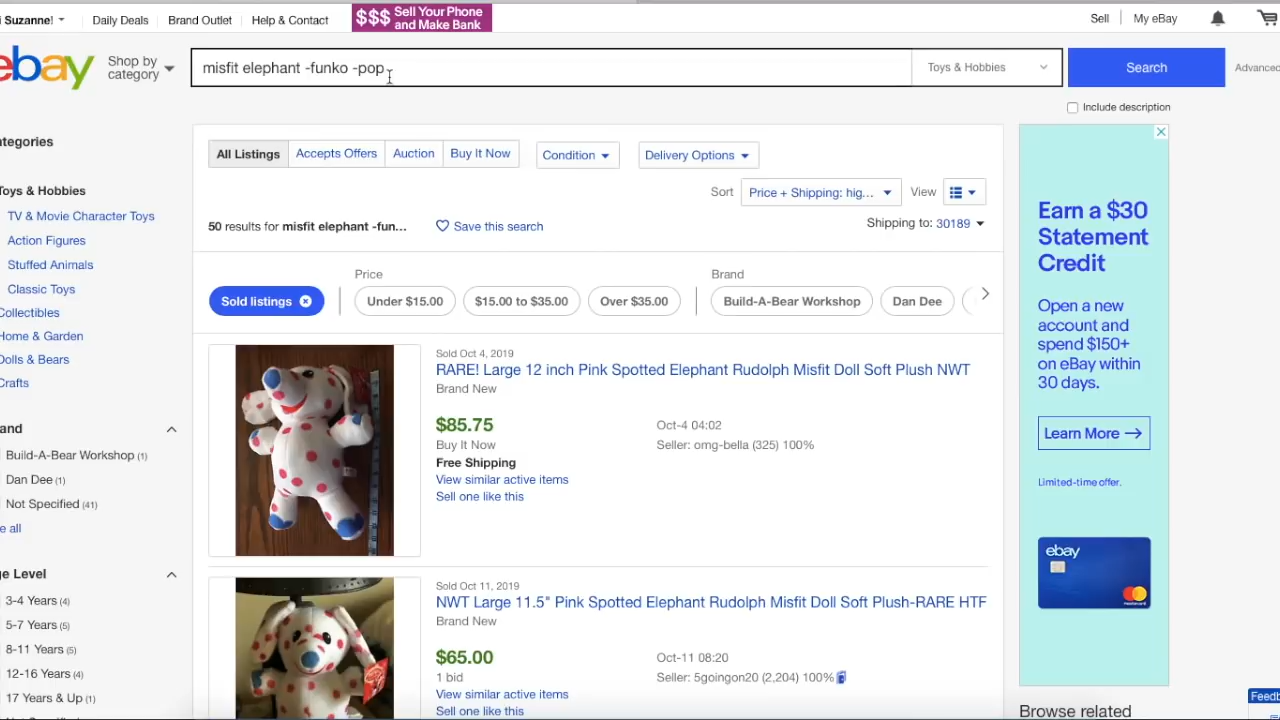 i Suzanne!
Daily Deals
Brand Outlet
Help & Contact
$$$ Sell Your Phone
and Make Bank
Sell
My eBay
ebay
Shop by
category
misfit elephant -funko -pop
Toys & Hobbies
Search
Advanced
Include description
ategories
Toys & Hobbies
TV & Movie Character Toys
Action Figures
Stuffed Animals
Classic Toys
Collectibles
Home & Garden
Dolls & Bears
Crafts
and
Build-A-Bear Workshop (1)
Dan Dee (1)
Not Specified (41)
e all
ge Level
3-4 Years (4)
5-7 Years (5)
8-11 Years (5)
12-16 Years (4)
17 Years & Up (1)
All Listings
Accepts Offers
Auction
Buy It Now
Condition
Delivery Options
Sort
Price + Shipping: hig...
View
50 results for misfit elephant -fun...
Save this search
Shipping to: 30189
Price
Brand
Sold listings
Under $15.00
$15.00 to $35.00
Over $35.00
Build-A-Bear Workshop
Dan Dee
Sold Oct 4, 2019
RARE! Large 12 inch Pink Spotted Elephant Rudolph Misfit Doll Soft Plush NWT
Brand New
$85.75
Buy It Now
Free Shipping
View similar active items
Sell one like this
Oct-4 04:02
Seller: omg-bella (325) 100%
Sold Oct 11, 2019
NWT Large 11.5" Pink Spotted Elephant Rudolph Misfit Doll Soft Plush-RARE HTF
Brand New
$65.00
1 bid
View similar active items
Sell one like this
Oct-11 08:20
Seller: 5goingon20 (2,204) 100%
Earn a $30
Statement
Credit
Open a new
account and
spend $150+
on eBay within
30 days.
Learn More
Limited-time offer.
ebay
mastercard
Browse related
Feedb